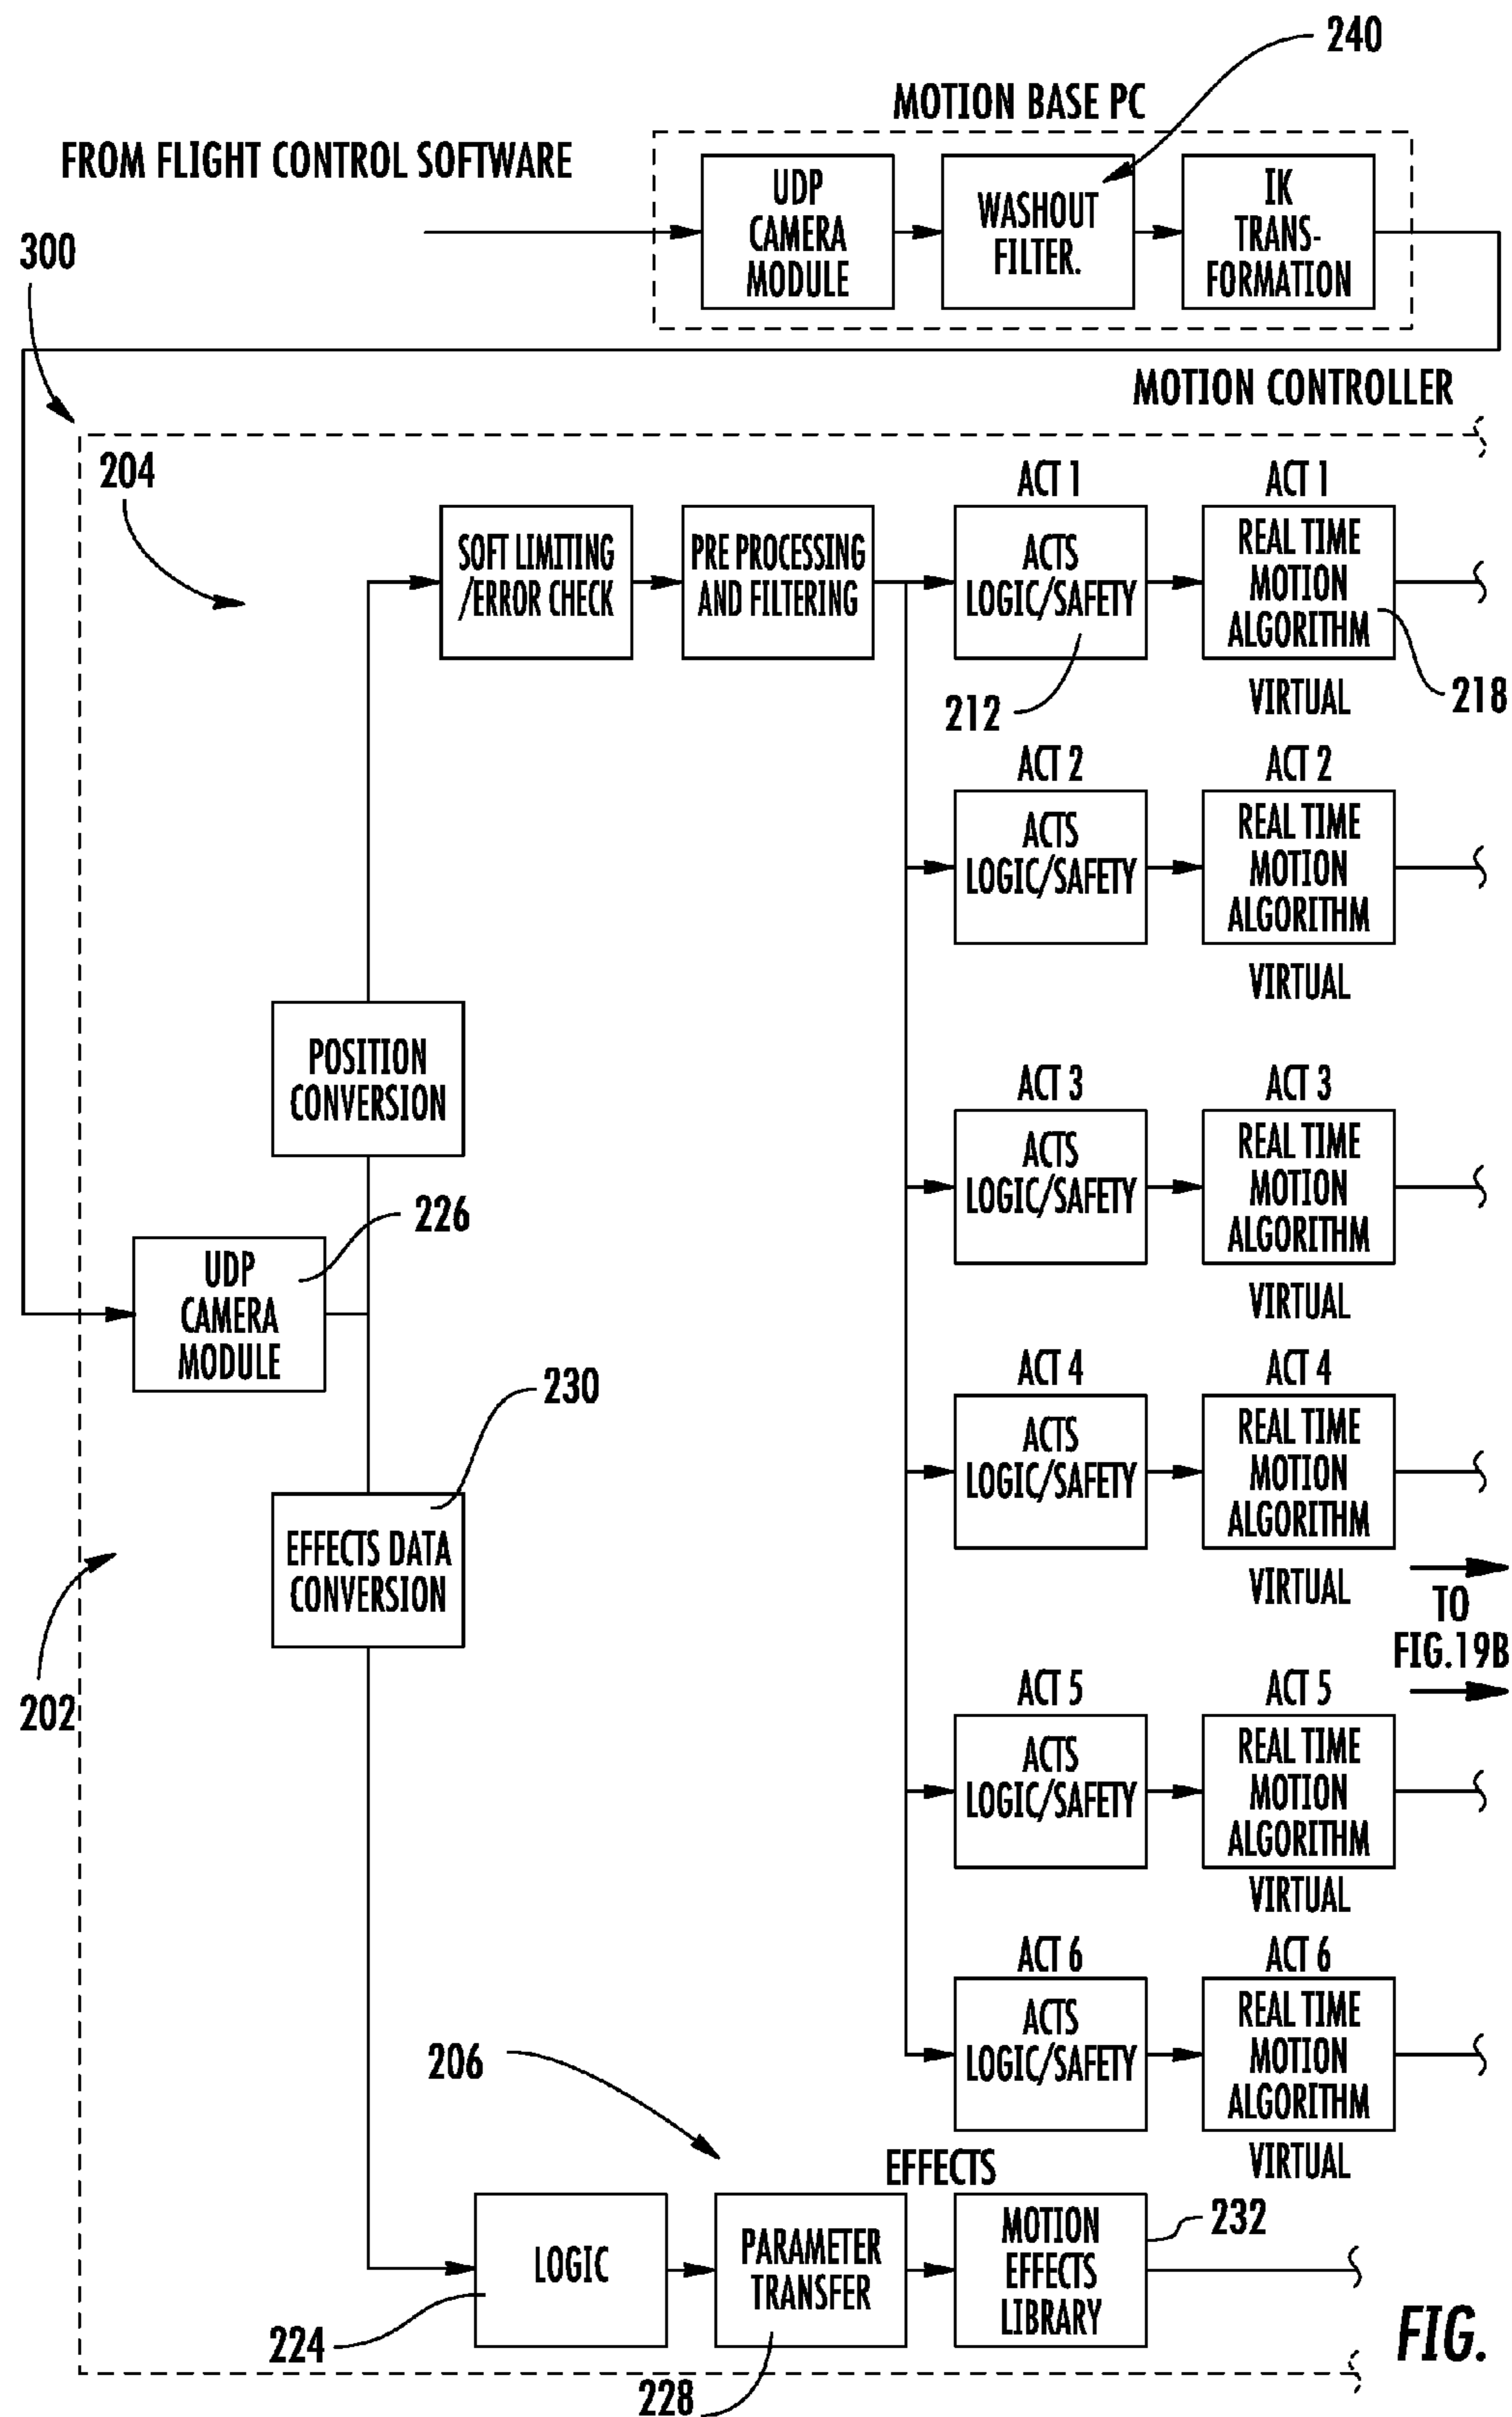 240
MOTION BASE PC
FROM FLIGHT CONTROL SOFTWARE
UDP
CAMERA
MODULE
WASHOUT
FILTER.
IK
TRANS-
FORMATION
300
MOTION CONTROLLER
204
SOFT LIMITING
/ERROR CHECK
PRE PROCESSING
AND FILTERING
ACT 1
ACTS
LOGIC/SAFETY
212
ACT 1
REAL TIME
MOTION
ALGORITHM
218
VIRTUAL
ACT 2
ACTS
LOGIC/SAFETY
ACT 2
REAL TIME
MOTION
ALGORITHM
VIRTUAL
POSITION
CONVERSION
ACT 3
ACTS
LOGIC/SAFETY
ACT 3
REAL TIME
MOTION
ALGORITHM
VIRTUAL
226
UDP
CAMERA
MODULE
230
ACT 4
ACTS
LOGIC/SAFETY
ACT 4
REAL TIME
MOTION
ALGORITHM
VIRTUAL
EFFECTS DATA
CONVERSION
202
TO
FIG.19B
ACT 5
ACTS
LOGIC/SAFETY
ACT 5
REAL TIME
MOTION
ALGORITHM
VIRTUAL
ACT 6
ACTS
LOGIC/SAFETY
ACT 6
REAL TIME
MOTION
ALGORITHM
VIRTUAL
206
EFFECTS
LOGIC
224
PARAMETER
TRANSFER
228
MOTION
EFFECTS
LIBRARY
232
FIG.